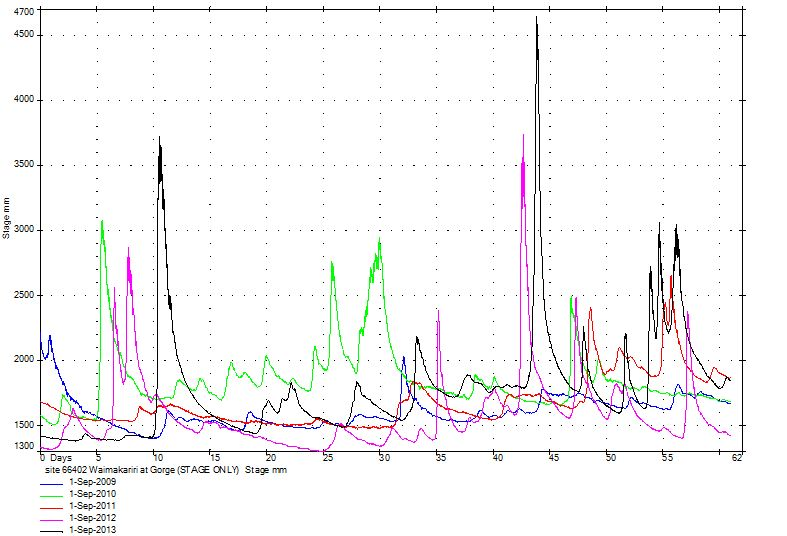 4700
4500
4000
3500
3000
2500
2000
1500
1300
Stage mm
0 Days 5 10 15 20 25 30 35 40 45 50 55 62
site 66402 Waimakariri at Gorge (STAGE ONLY) Stage mm
1-Sep-2009
1-Sep-2010
1-Sep-2011
1-Sep-2012
1-Sep-2013